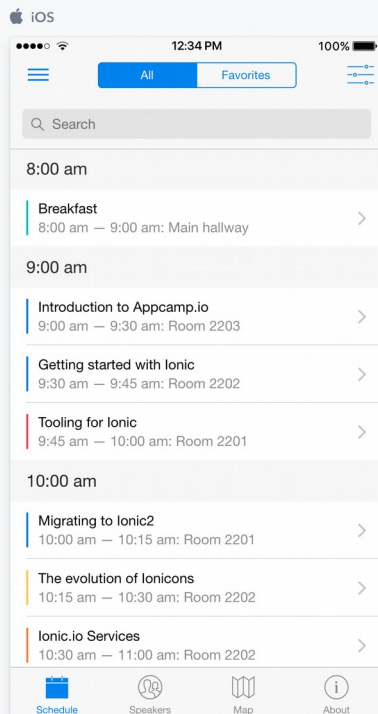 iOS
12:34 PM 100%
All Favorites
Search
8:00 am
Breakfast
8:00 am — 9:00 am: Main hallway
9:00 am
Introduction to Appcamp.io
9:00 am — 9:30 am: Room 2203
Getting started with Ionic
9:30 am — 9:45 am: Room 2202
Tooling for Ionic
9:45 am — 10:00 am: Room 2201
10:00 am
Migrating to Ionic2
10:00 am — 10:15 am: Room 2201
The evolution of Ionicons
10:15 am — 10:30 am: Room 2202
Ionic.io Services
10:30 am — 11:00 am: Room 2202
Schedule Speakers Map About